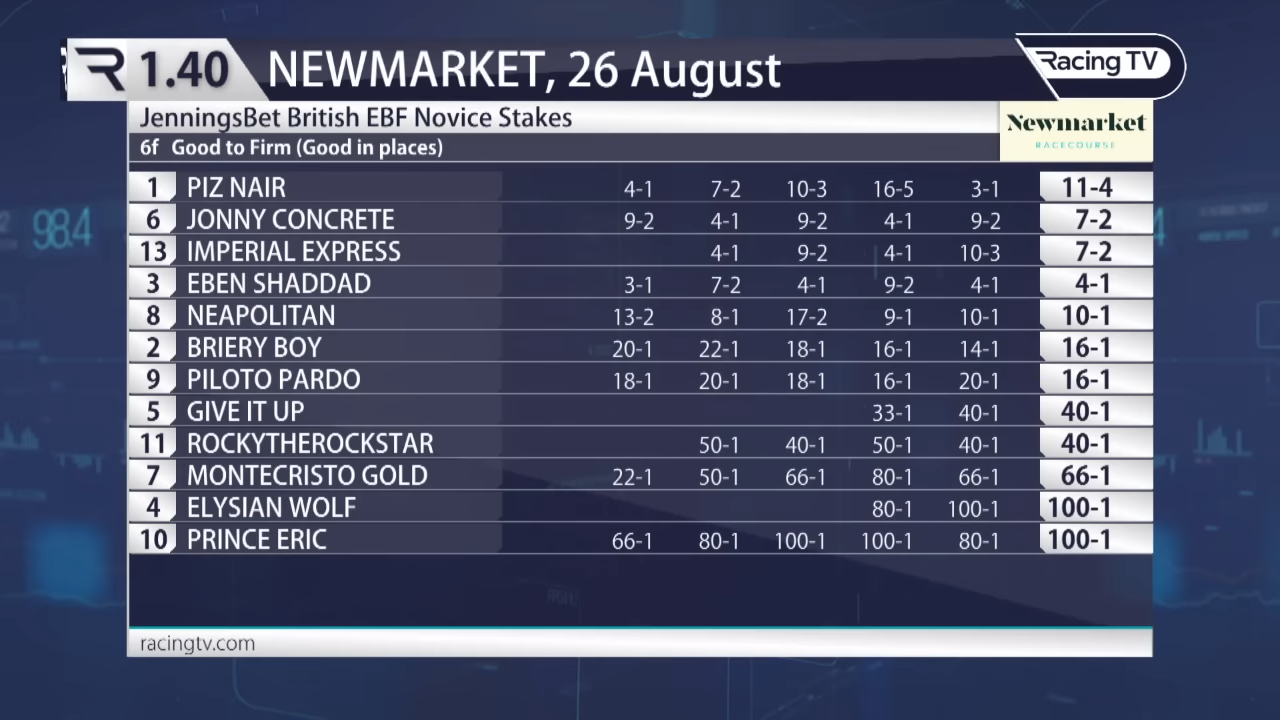 R 1.40 NEWMARKET, 26 August Racing TV
JenningsBet British EBF Novice Stakes
Newmarket
RACECOURSE
6f Good to Firm (Good in places)
1 PIZ NAIR 4-1 7-2 10-3 16-5 3-1 11-4
6 JONNY CONCRETE 9-2 4-1 9-2 4-1 9-2 7-2
13 IMPERIAL EXPRESS 4-1 9-2 4-1 10-3 7-2
3 EBEN SHADDAD 3-1 7-2 4-1 9-2 4-1 4-1
8 NEAPOLITAN 13-2 8-1 17-2 9-1 10-1 10-1
2 BRIERY BOY 20-1 22-1 18-1 16-1 14-1 16-1
9 PILOTO PARDO 18-1 20-1 18-1 16-1 20-1 16-1
5 GIVE IT UP 33-1 40-1 40-1
11 ROCKYTHEROCKSTAR 50-1 40-1 50-1 40-1 40-1
7 MONTECRISTO GOLD 22-1 50-1 66-1 80-1 66-1 66-1
4 ELYSIAN WOLF 80-1 100-1 100-1
10 PRINCE ERIC 66-1 80-1 100-1 100-1 80-1 100-1
racingtv.com
98.4